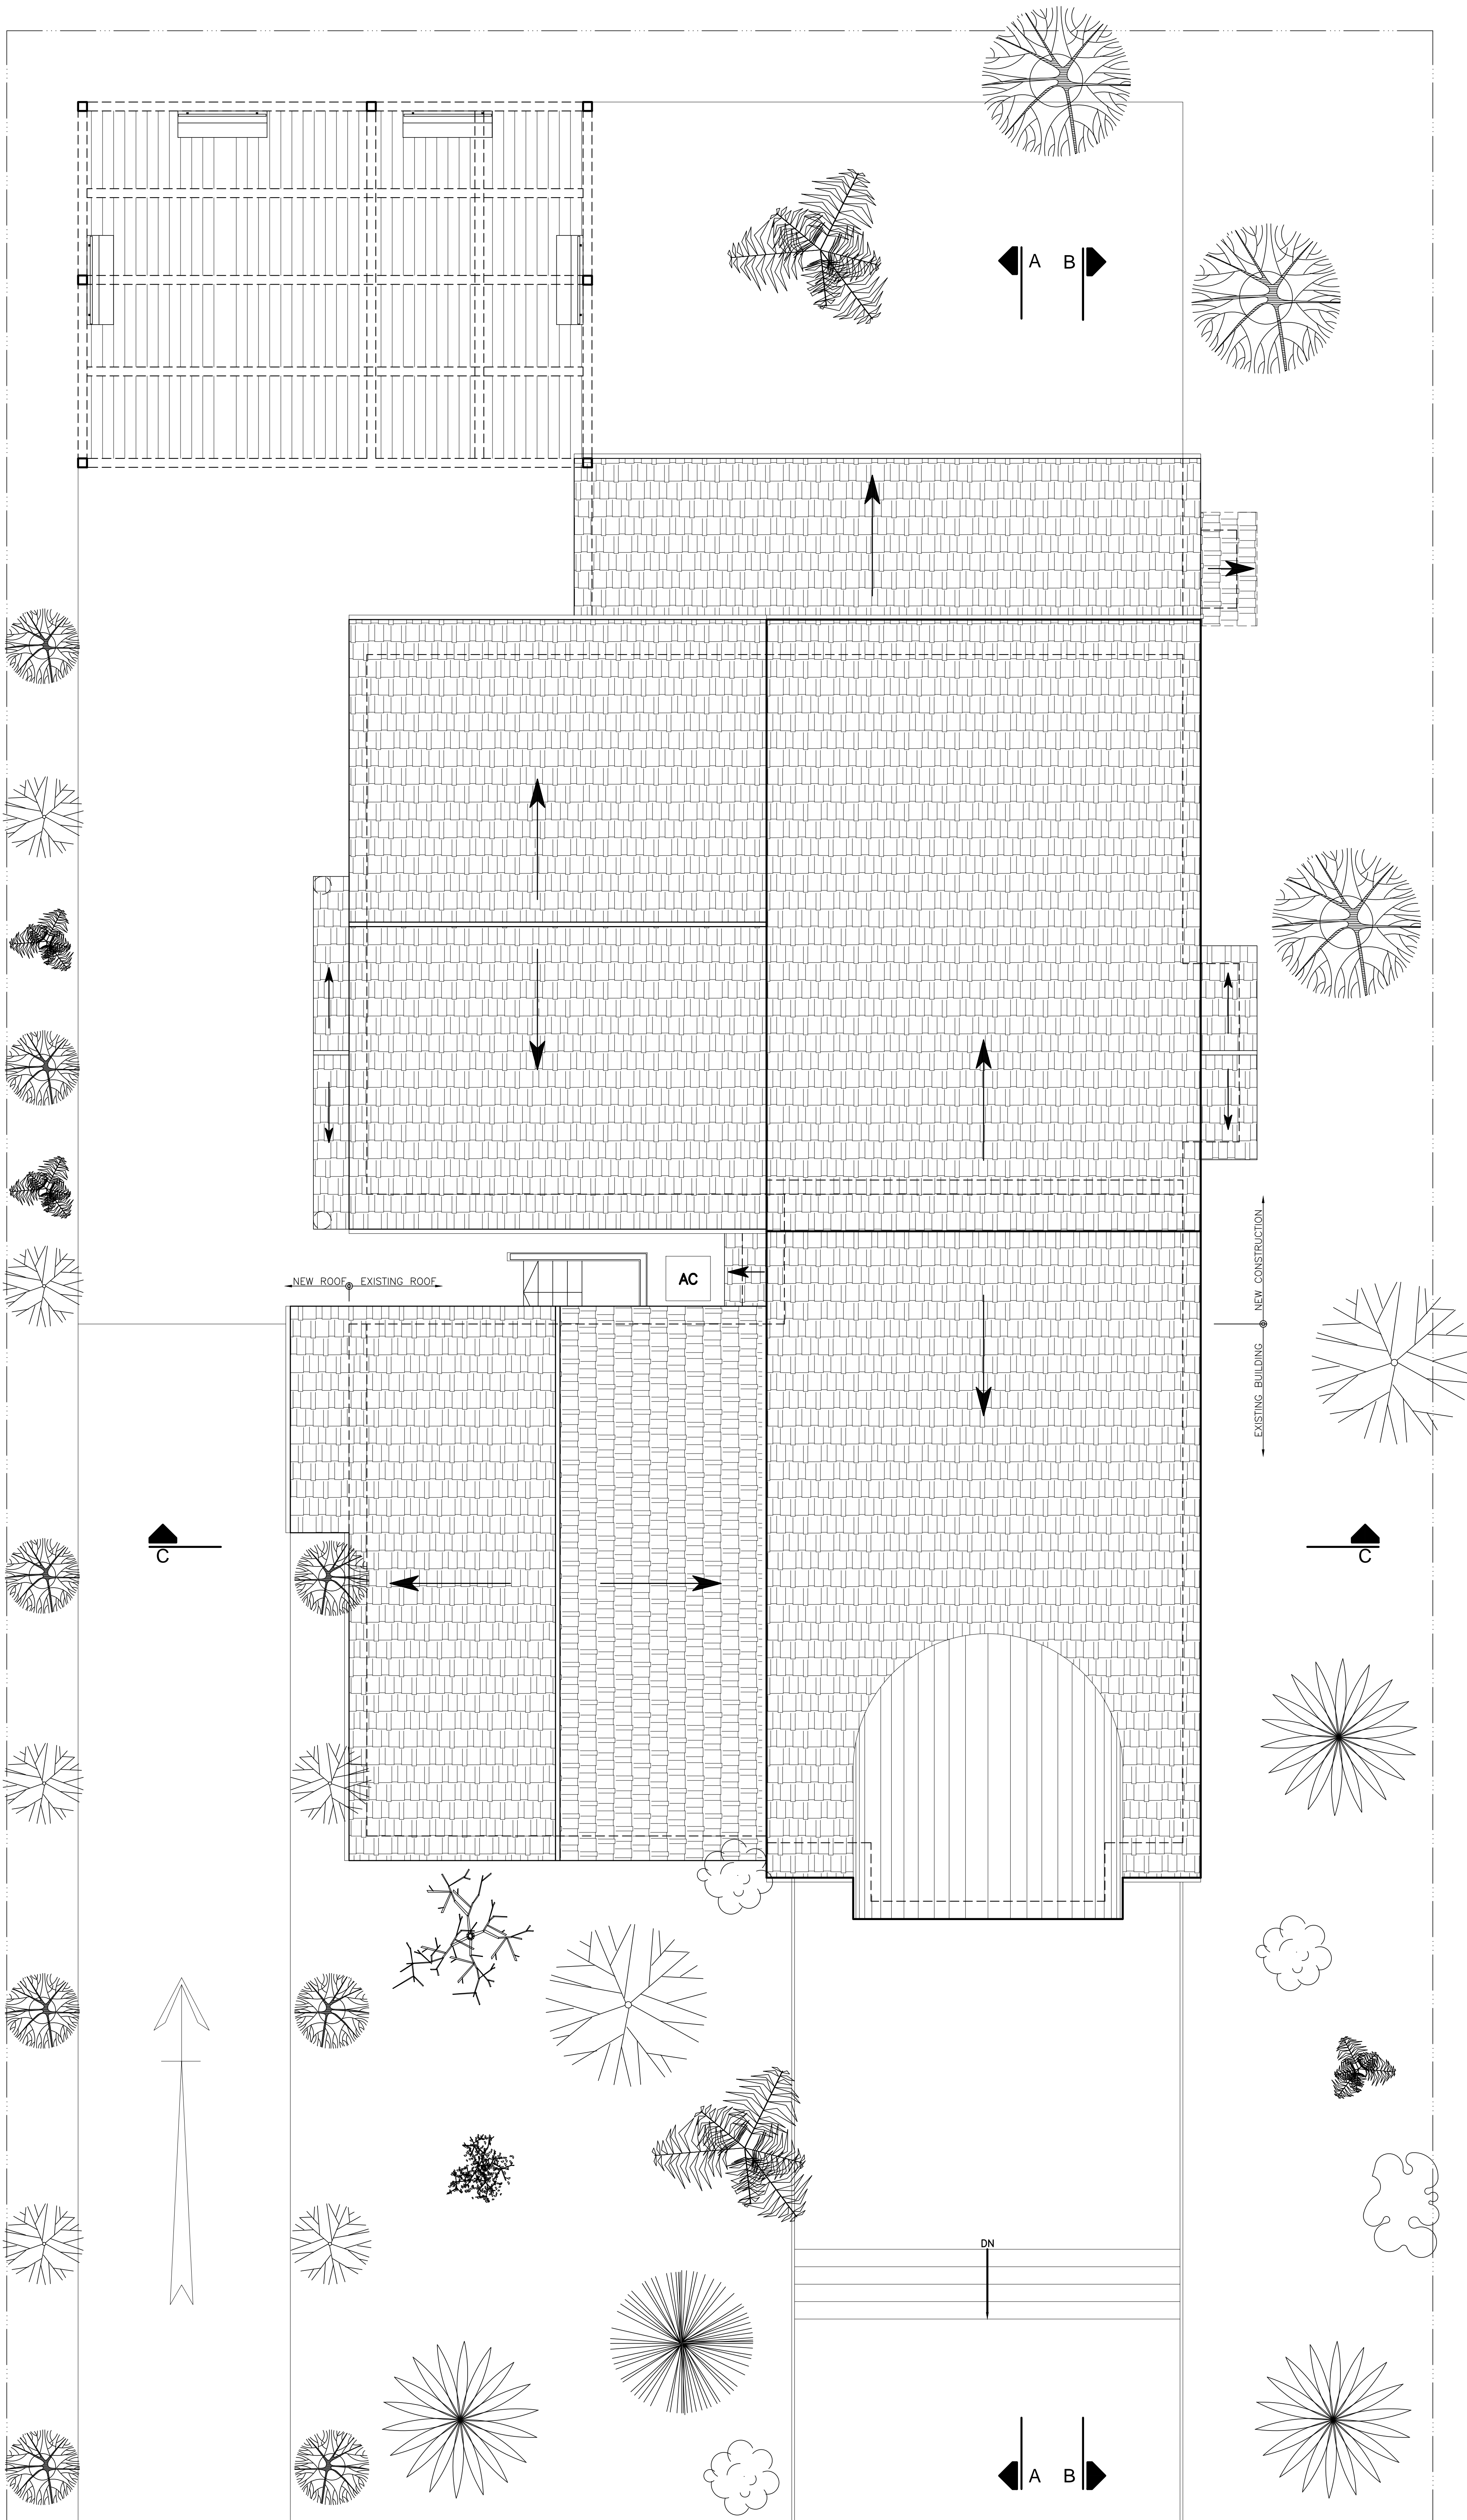 A B
NEW CONSTRUCTION
AC
NEW ROOF EXISTING ROOF
EXISTING BUILDING
C C
DN
A B